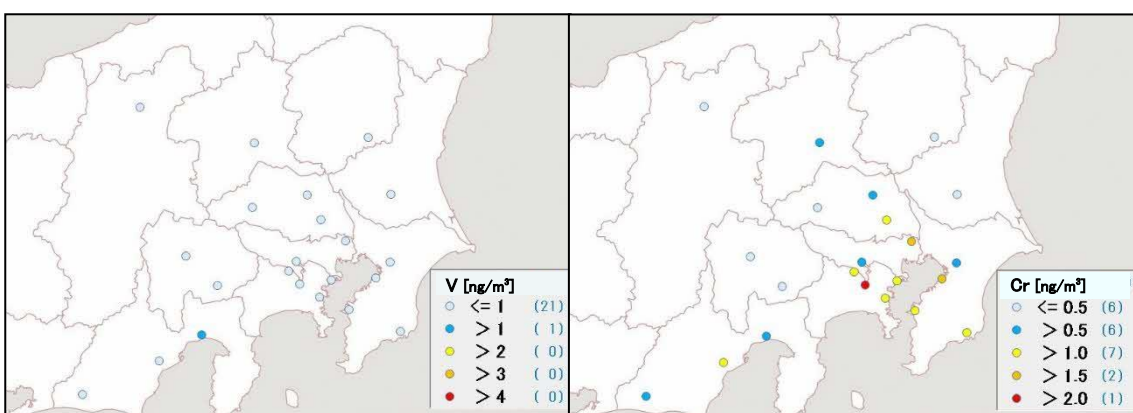 V [ng/m³]
<= 1 (21)
> 1 ( 1)
> 2 ( 0)
> 3 ( 0)
> 4 ( 0)
Cr [ng/m³]
<= 0.5 (6)
> 0.5 (6)
> 1.0 (7)
> 1.5 (2)
> 2.0 (1)